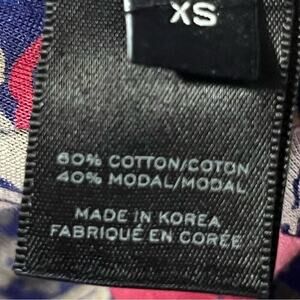 XS
60% COTTON/COTON
40% MODAL/MODAL
MADE IN KOREA
FABRIQUÉ EN CORÉE